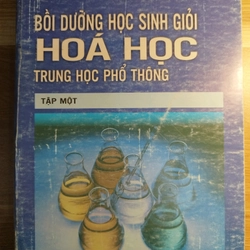 BỒI DƯỠNG HỌC SINH GIỎI
HOÁ HỌC
TRUNG HỌC PHỔ THÔNG
TẬP MỘT